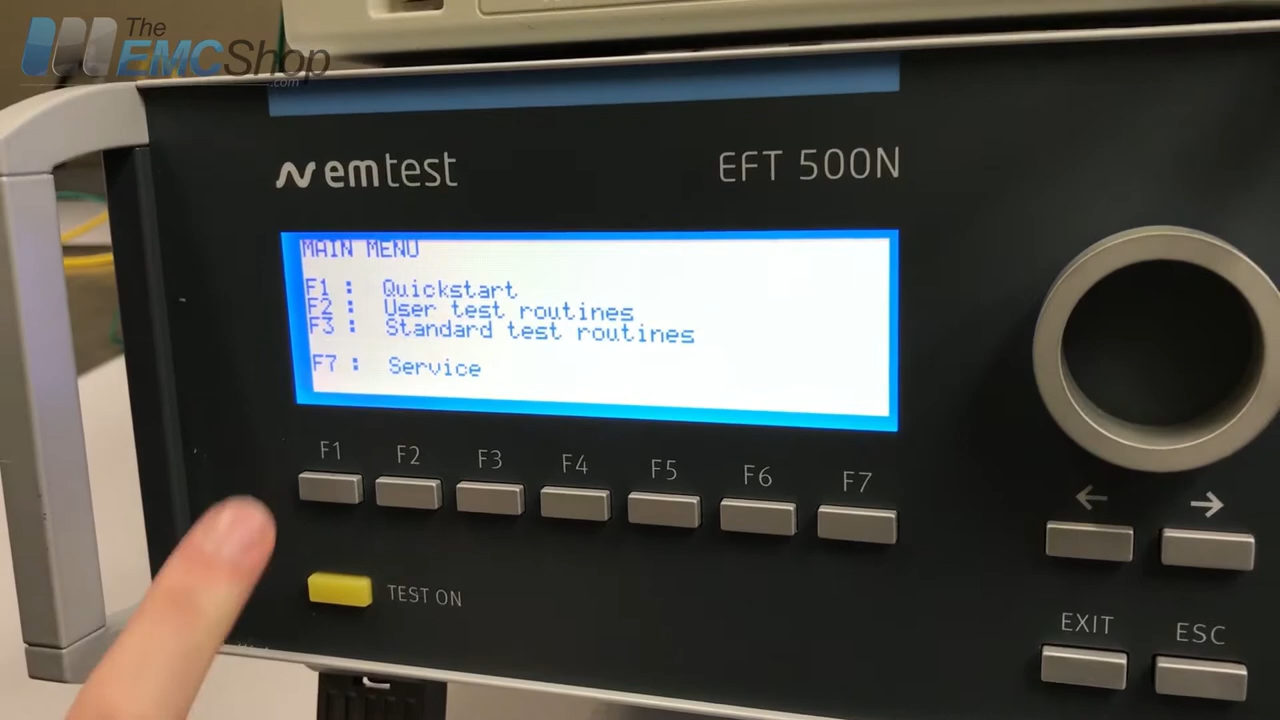 The
EMCShop
.com
emtest
EFT 500N
MAIN MENU
F1 : Quickstart
F2 : User test routines
F3 : Standard test routines
F7 : Service
F1 F2 F3 F4 F5 F6 F7
← →
TEST ON
EXIT ESC